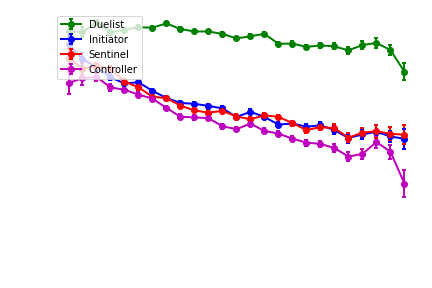 Duelist
Initiator
Sentinel
Controller